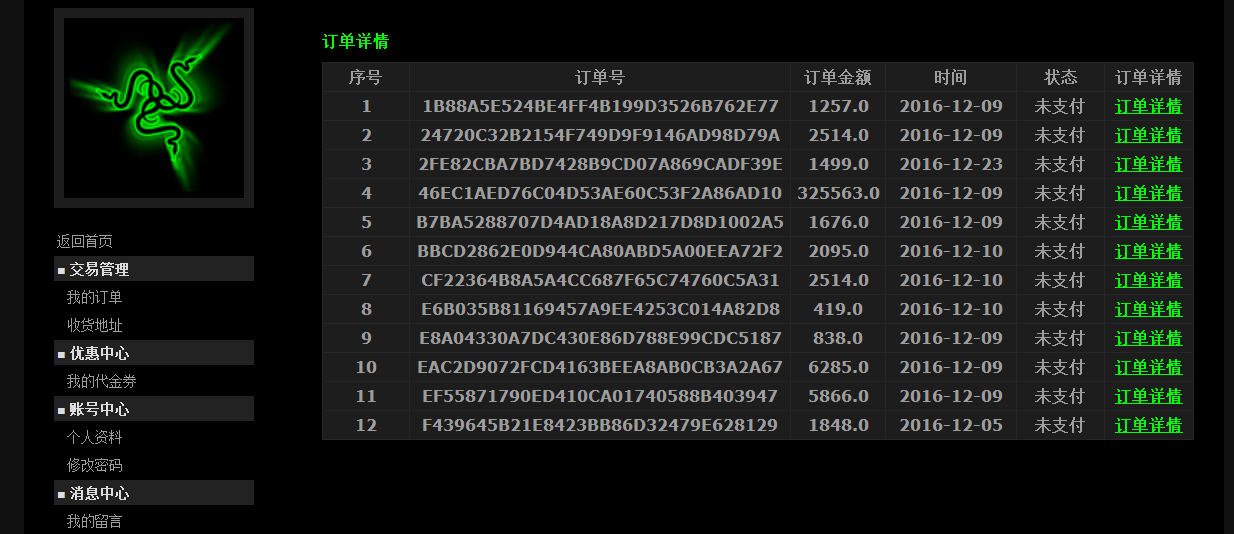 返回首页
■ 交易管理
我的订单
收货地址
■ 优惠中心
我的代金券
■ 账号中心
个人资料
修改密码
■ 消息中心
我的留言
订单详情
序号 订单号 订单金额 时间 状态 订单详情
1 1B88A5E524BE4FF4B199D3526B762E77 1257.0 2016-12-09 未支付 订单详情
2 24720C32B2154F749D9F9146AD98D79A 2514.0 2016-12-09 未支付 订单详情
3 2FE82CBA7BD7428B9CD07A869CADF39E 1499.0 2016-12-23 未支付 订单详情
4 46EC1AED76C04D53AE60C53F2A86AD10 325563.0 2016-12-09 未支付 订单详情
5 B7BA5288707D4AD18A8D217D8D1002A5 1676.0 2016-12-09 未支付 订单详情
6 BBCD2862E0D944CA80ABD5A00EEA72F2 2095.0 2016-12-10 未支付 订单详情
7 CF22364B8A5A4CC687F65C74760C5A31 2514.0 2016-12-10 未支付 订单详情
8 E6B035B81169457A9EE4253C014A82D8 419.0 2016-12-10 未支付 订单详情
9 E8A04330A7DC430E86D788E99CDC5187 838.0 2016-12-09 未支付 订单详情
10 EAC2D9072FCD4163BEEA8AB0CB3A2A67 6285.0 2016-12-09 未支付 订单详情
11 EF55871790ED410CA01740588B403947 5866.0 2016-12-09 未支付 订单详情
12 F439645B21E8423BB86D32479E628129 1848.0 2016-12-05 未支付 订单详情